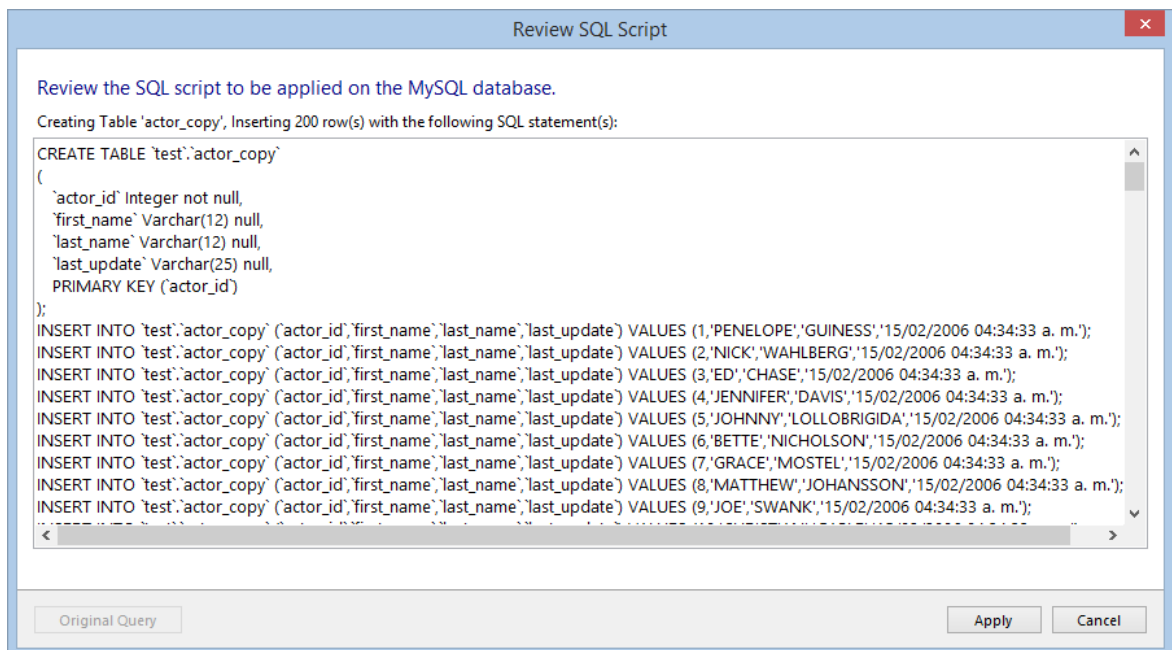 Review SQL Script
Review the SQL script to be applied on the MySQL database.
Creating Table 'actor_copy', Inserting 200 row(s) with the following SQL statement(s):
CREATE TABLE `test`.`actor_copy`
(
`actor_id` Integer not null,
`first_name` Varchar(12) null,
`last_name` Varchar(12) null,
`last_update` Varchar(25) null,
PRIMARY KEY (`actor_id`)
);
INSERT INTO `test`.`actor_copy` (`actor_id`,`first_name`,`last_name`,`last_update`) VALUES (1,'PENELOPE','GUINESS','15/02/2006 04:34:33 a. m.');
INSERT INTO `test`.`actor_copy` (`actor_id`,`first_name`,`last_name`,`last_update`) VALUES (2,'NICK','WAHLBERG','15/02/2006 04:34:33 a. m.');
INSERT INTO `test`.`actor_copy` (`actor_id`,`first_name`,`last_name`,`last_update`) VALUES (3,'ED','CHASE','15/02/2006 04:34:33 a. m.');
INSERT INTO `test`.`actor_copy` (`actor_id`,`first_name`,`last_name`,`last_update`) VALUES (4,'JENNIFER','DAVIS','15/02/2006 04:34:33 a. m.');
INSERT INTO `test`.`actor_copy` (`actor_id`,`first_name`,`last_name`,`last_update`) VALUES (5,'JOHNNY','LOLLOBRIGIDA','15/02/2006 04:34:33 a. m.');
INSERT INTO `test`.`actor_copy` (`actor_id`,`first_name`,`last_name`,`last_update`) VALUES (6,'BETTE','NICHOLSON','15/02/2006 04:34:33 a. m.');
INSERT INTO `test`.`actor_copy` (`actor_id`,`first_name`,`last_name`,`last_update`) VALUES (7,'GRACE','MOSTEL','15/02/2006 04:34:33 a. m.');
INSERT INTO `test`.`actor_copy` (`actor_id`,`first_name`,`last_name`,`last_update`) VALUES (8,'MATTHEW','JOHANSSON','15/02/2006 04:34:33 a. m.');
INSERT INTO `test`.`actor_copy` (`actor_id`,`first_name`,`last_name`,`last_update`) VALUES (9,'JOE','SWANK','15/02/2006 04:34:33 a. m.');
Original Query
Apply
Cancel